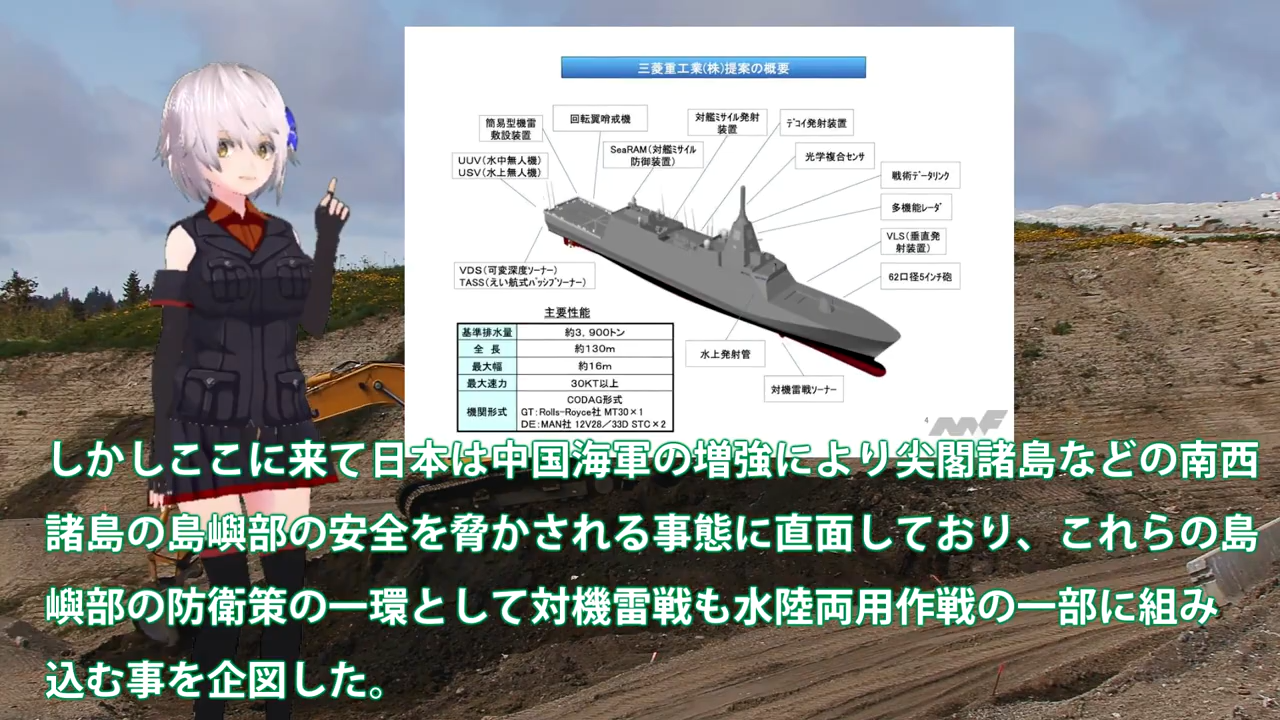 三菱重工業(株)提案の概要
簡易型機雷
敷設装置
回転翼哨戒機
対艦ミサイル発射
装置
デコイ発射装置
UUV(水中無人機)
USV(水上無人機)
SeaRAM(対艦ミサイル
防御装置)
光学複合センサ
戦術データリンク
多機能レーダ
VLS(垂直発
射装置)
62口径5インチ砲
VDS(可変深度ソーナー)
TASS(えい航式パッシブソーナー)
水上発射管
対機雷戦ソーナー
主要性能
基準排水量 約3,900トン
全 長 約130m
最大幅 約16m
最大速力 30KT以上
機関形式 CODAG形式
GT:Rolls-Royce社 MT30×1
DE:MAN社 12V28/33D STC×2
4
しかしここに来て日本は中国海軍の増強により尖閣諸島などの南西
諸島の島嶼部の安全を脅かされる事態に直面しており、これらの島
嶼部の防衛策の一環として対機雷戦も水陸両用作戦の一部に組み
込む事を企図した。